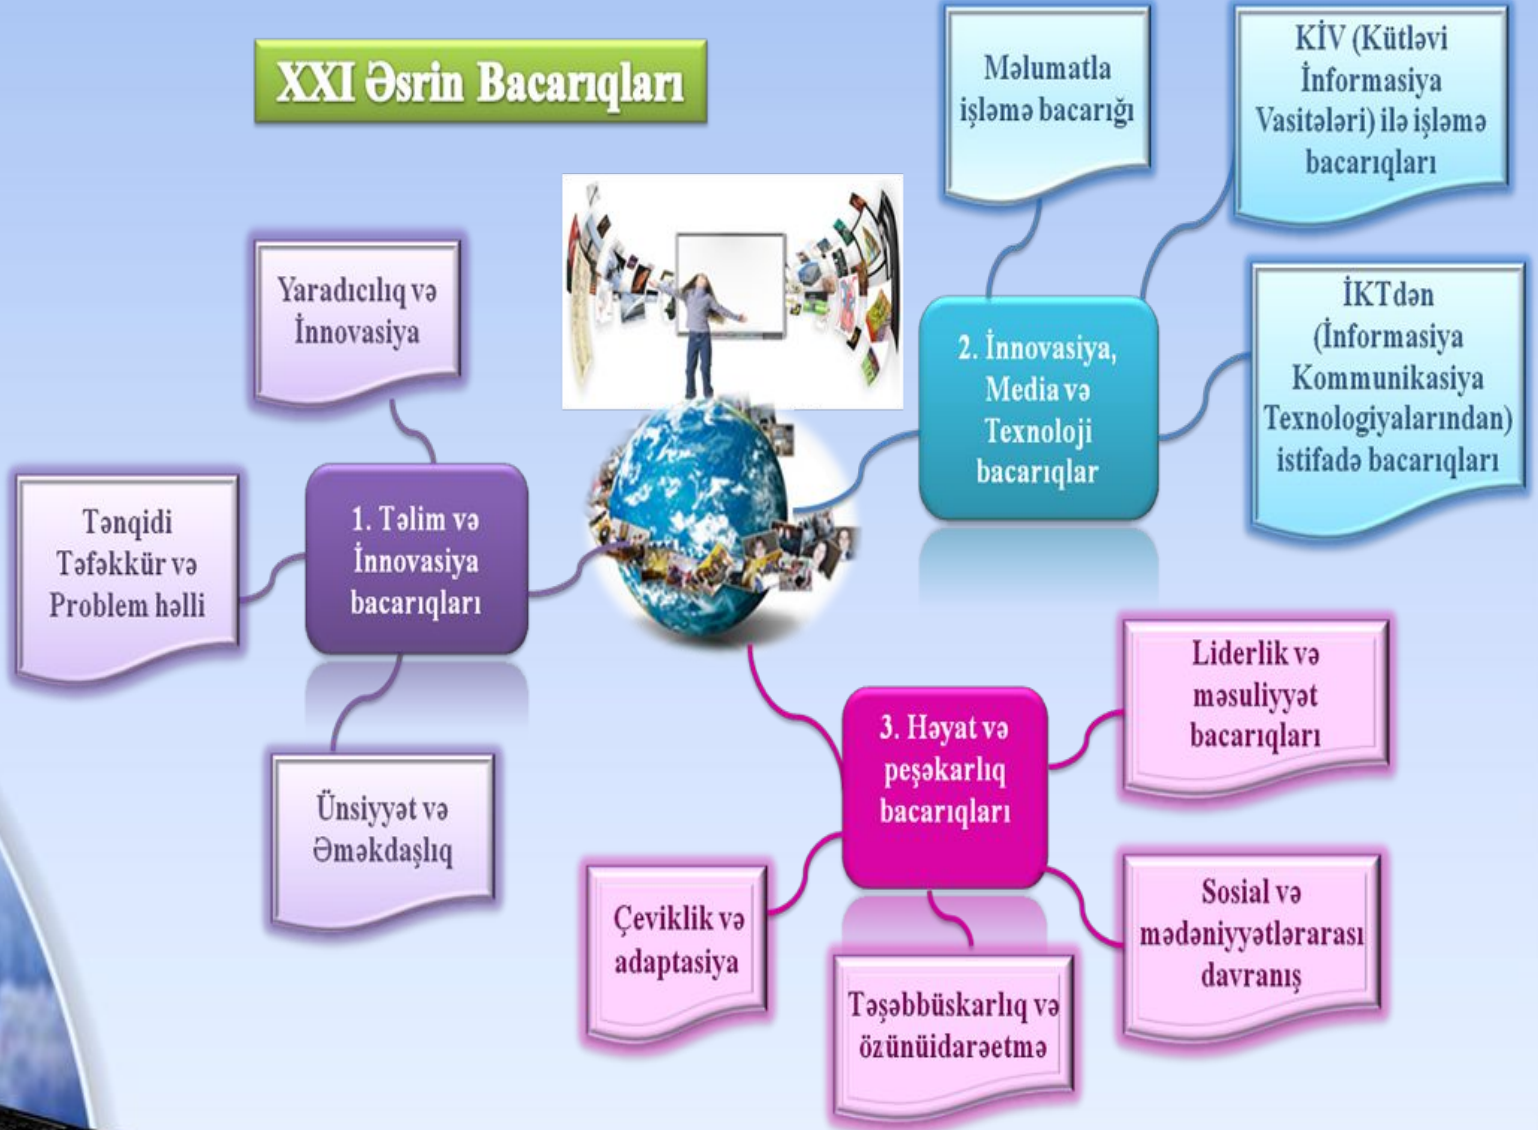 XXI Əsrin Bacarıqları
Yaradıcılıq və
İnnovasiya
Tənqidi
Təfəkkür və
Problem həlli
1. Təlim və
İnnovasiya
bacarıqları
Ünsiyyət və
Əməkdaşlıq
Məlumatla
işləmə bacarığı
KİV (Kütləvi
İnformasiya
Vasitələri) ilə işləmə
bacarıqları
2. İnnovasiya,
Media və
Texnoloji
bacarıqlar
İKTdən
(İnformasiya
Kommunikasiya
Texnologiyalarından)
istifadə bacarıqları
3. Həyat və
peşəkarlıq
bacarıqları
Liderlik və
məsuliyyət
bacarıqları
Sosial və
mədəniyyətlərarası
davranış
Çeviklik və
adaptasiya
Təşəbbüskarlıq və
özünüidarəetmə